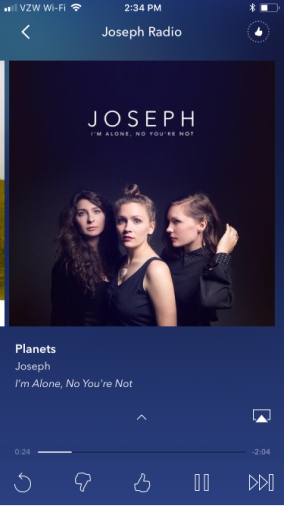 VZW Wi-Fi 2:34 PM
Joseph Radio
JOSEPH
I'M ALONE, NO YOU'RE NOT
Planets
Joseph
I'm Alone, No You're Not
0:24 -2:04